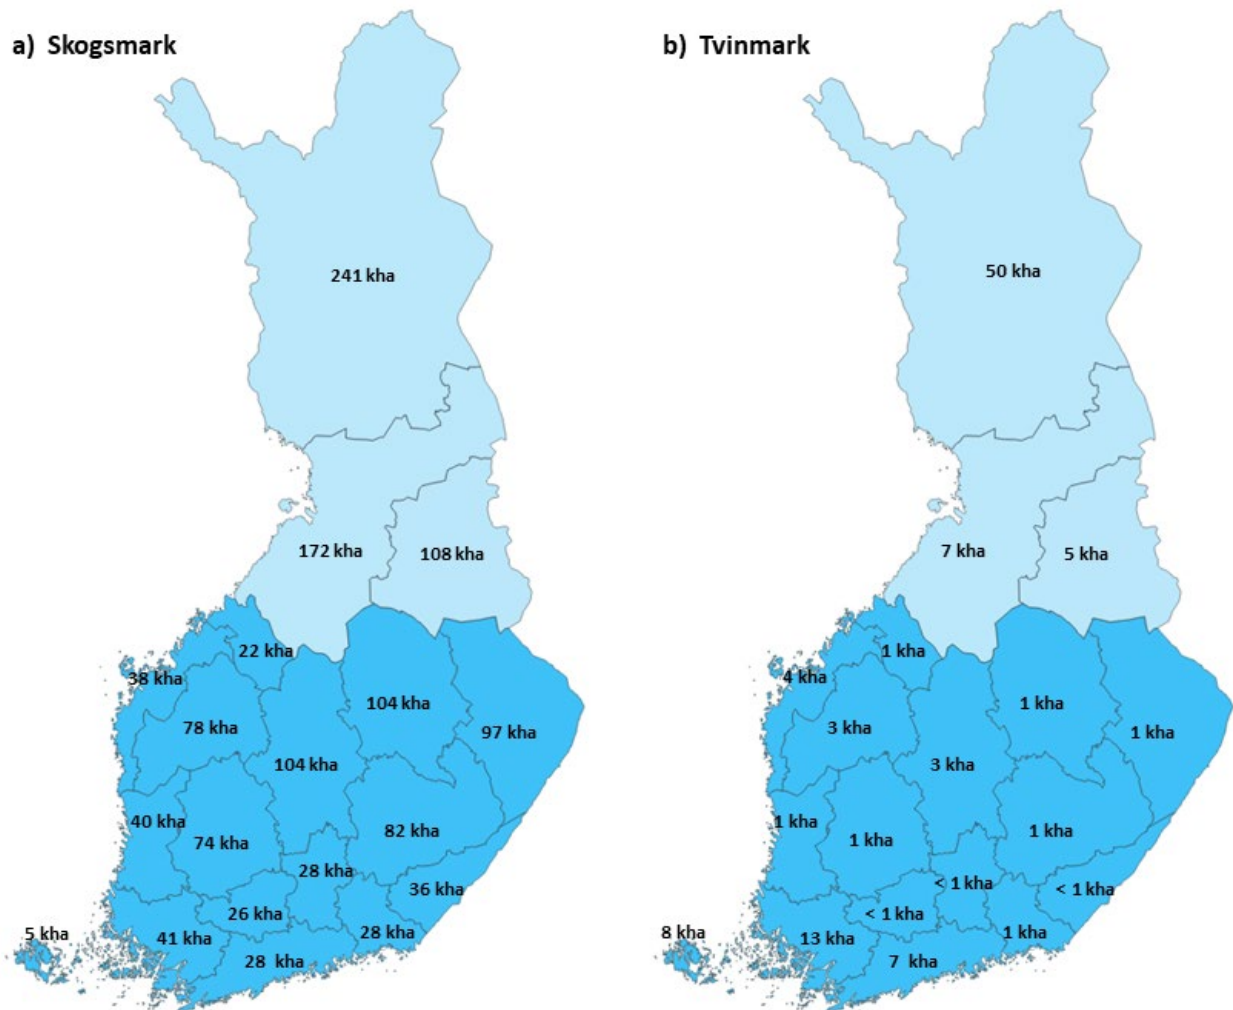 a) Skogsmark
b) Tvinmark
241 kha
172 kha
108 kha
22 kha
38 kha
104 kha
78 kha
97 kha
104 kha
40 kha
82 kha
74 kha
28 kha
36 kha
26 kha
5 kha
41 kha
28 kha
28 kha
50 kha
7 kha
5 kha
1 kha
4 kha
1 kha
3 kha
1 kha
3 kha
1 kha
1 kha
1 kha
< 1 kha
< 1 kha
< 1 kha
8 kha
13 kha
1 kha
7 kha